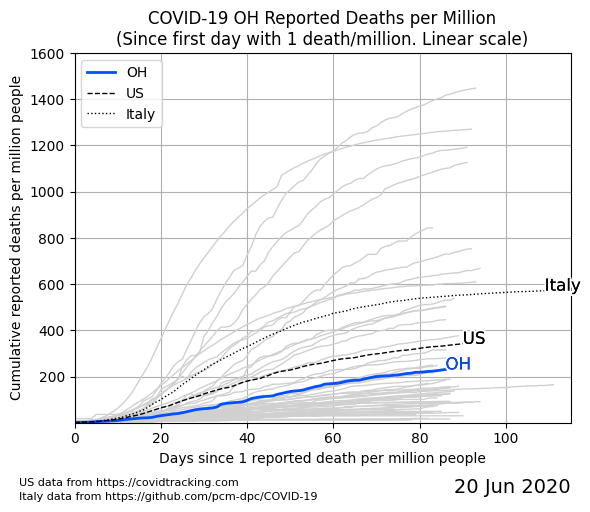 COVID-19 OH Reported Deaths per Million
(Since first day with 1 death/million. Linear scale)
Cumulative reported deaths per million people
1600
1400
1200
1000
800
600
400
200
OH
US
Italy
Italy
US
OH
0 20 40 60 80 100
Days since 1 reported death per million people
US data from https://covidtracking.com
Italy data from https://github.com/pcm-dpc/COVID-19
20 Jun 2020